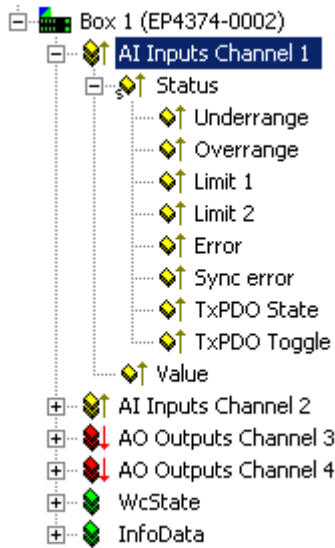 Box 1 (EP4374-0002)
AI Inputs Channel 1
Status
Underrange
Overrange
Limit 1
Limit 2
Error
Sync error
TxPDO State
TxPDO Toggle
Value
AI Inputs Channel 2
AO Outputs Channel 3
AO Outputs Channel 4
WcState
InfoData